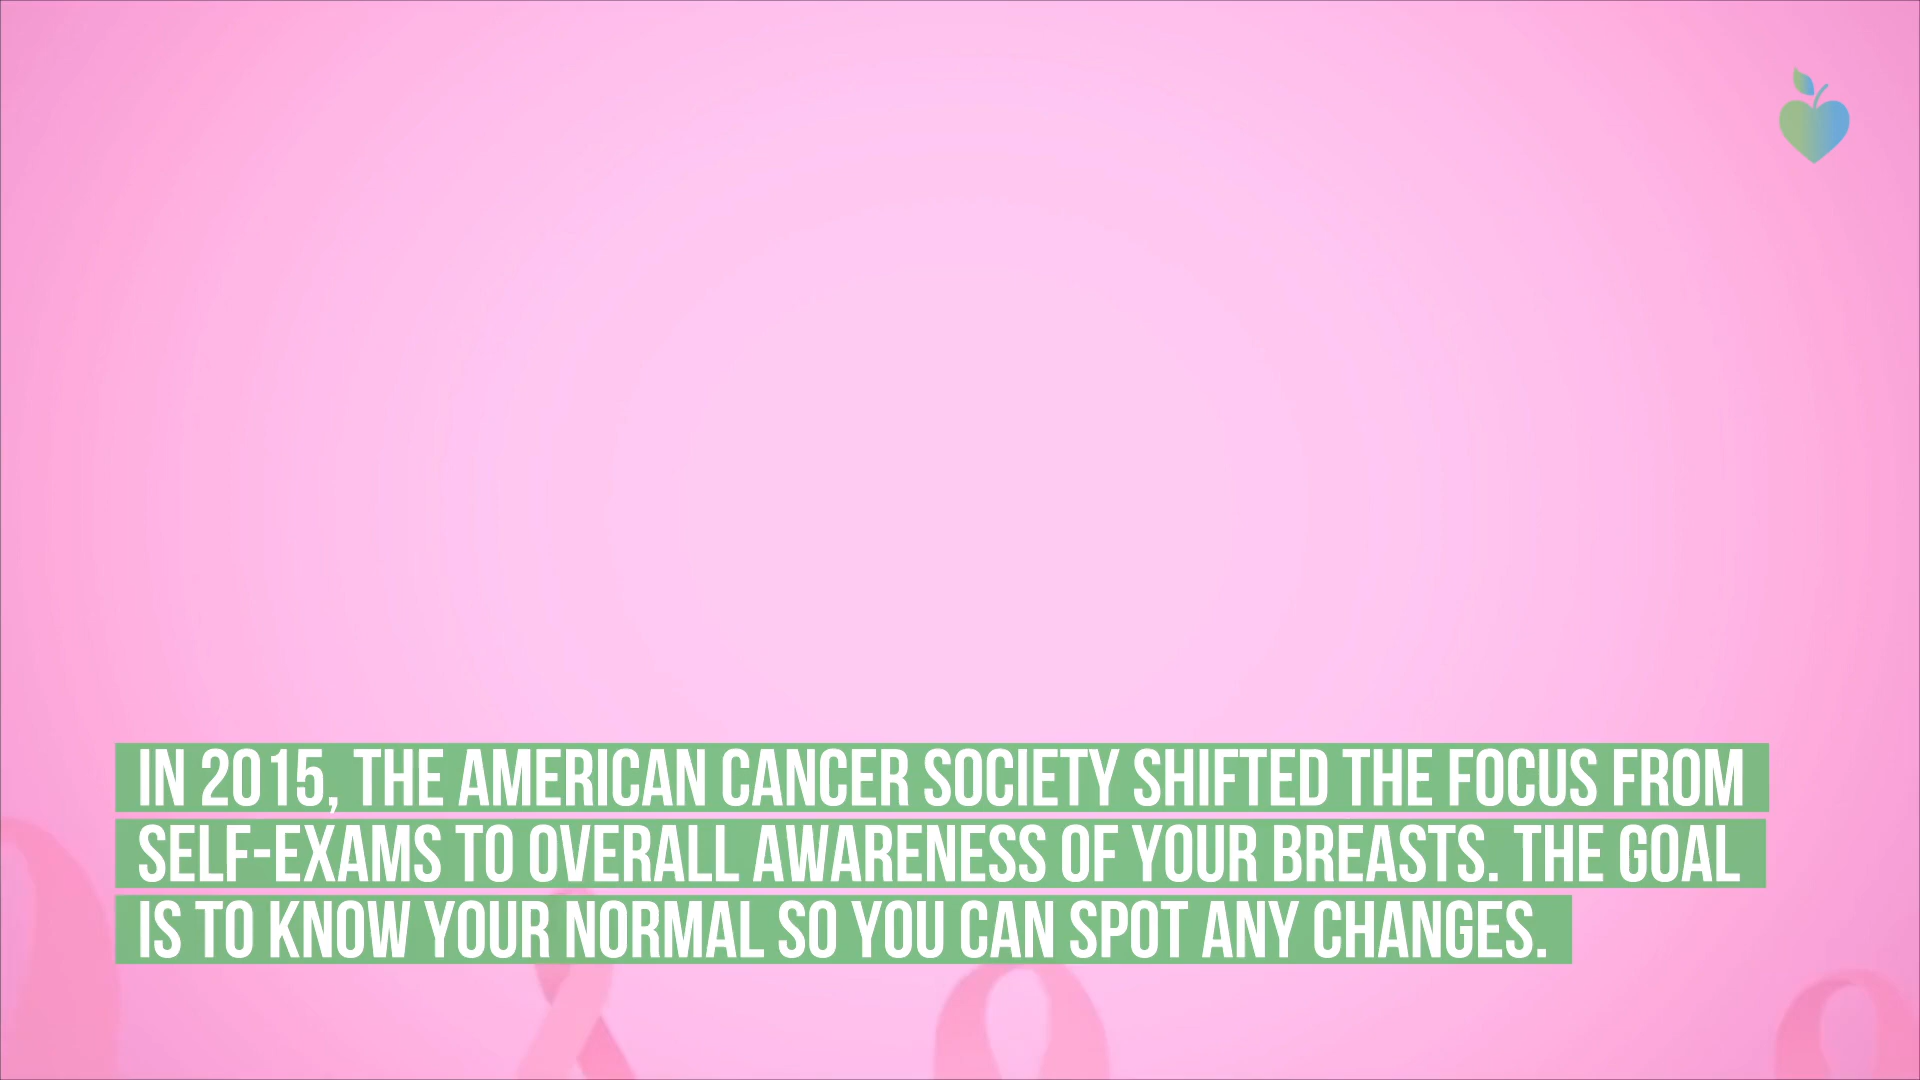 IN 2015, THE AMERICAN CANCER SOCIETY SHIFTED THE FOCUS FROM
SELF-EXAMS TO OVERALL AWARENESS OF YOUR BREASTS. THE GOAL
IS TO KNOW YOUR NORMAL SO YOU CAN SPOT ANY CHANGES.